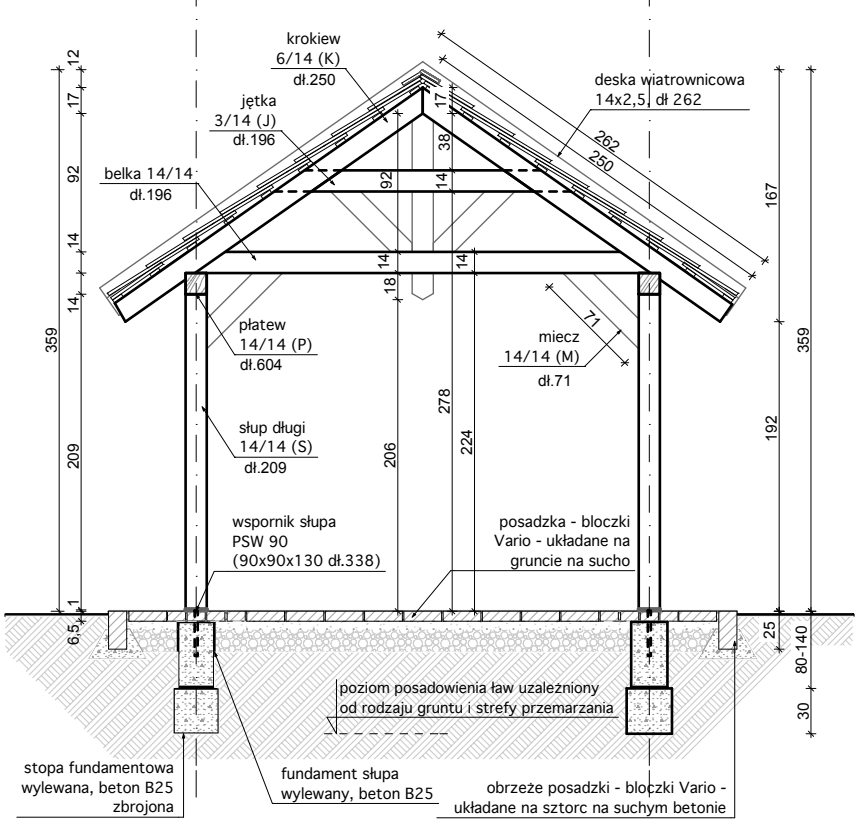 krokiew
6/14 (K)
dł.250
jętka
3/14 (J)
dł.196
belka 14/14
dł.196
deska wiatrownicowa
14x2,5, dł 262
262
250
12
17
92
14
14
209
1
6,5
359
17
38
14
92
14
14
18
278
224
206
71
płatew
14/14 (P)
dł.604
miecz
14/14 (M)
dł.71
słup długi
14/14 (S)
dł.209
wspornik słupa
PSW 90
(90x90x130 dł.338)
posadzka - bloczki
Vario - układane na
gruncie na sucho
167
192
359
25
80-140
30
poziom posadowienia ław uzależniony
od rodzaju gruntu i strefy przemarzania
stopa fundamentowa
wylewana, beton B25
zbrojona
fundament słupa
wylewany, beton B25
obrzeże posadzki - bloczki Vario -
układane na sztorc na suchym betonie